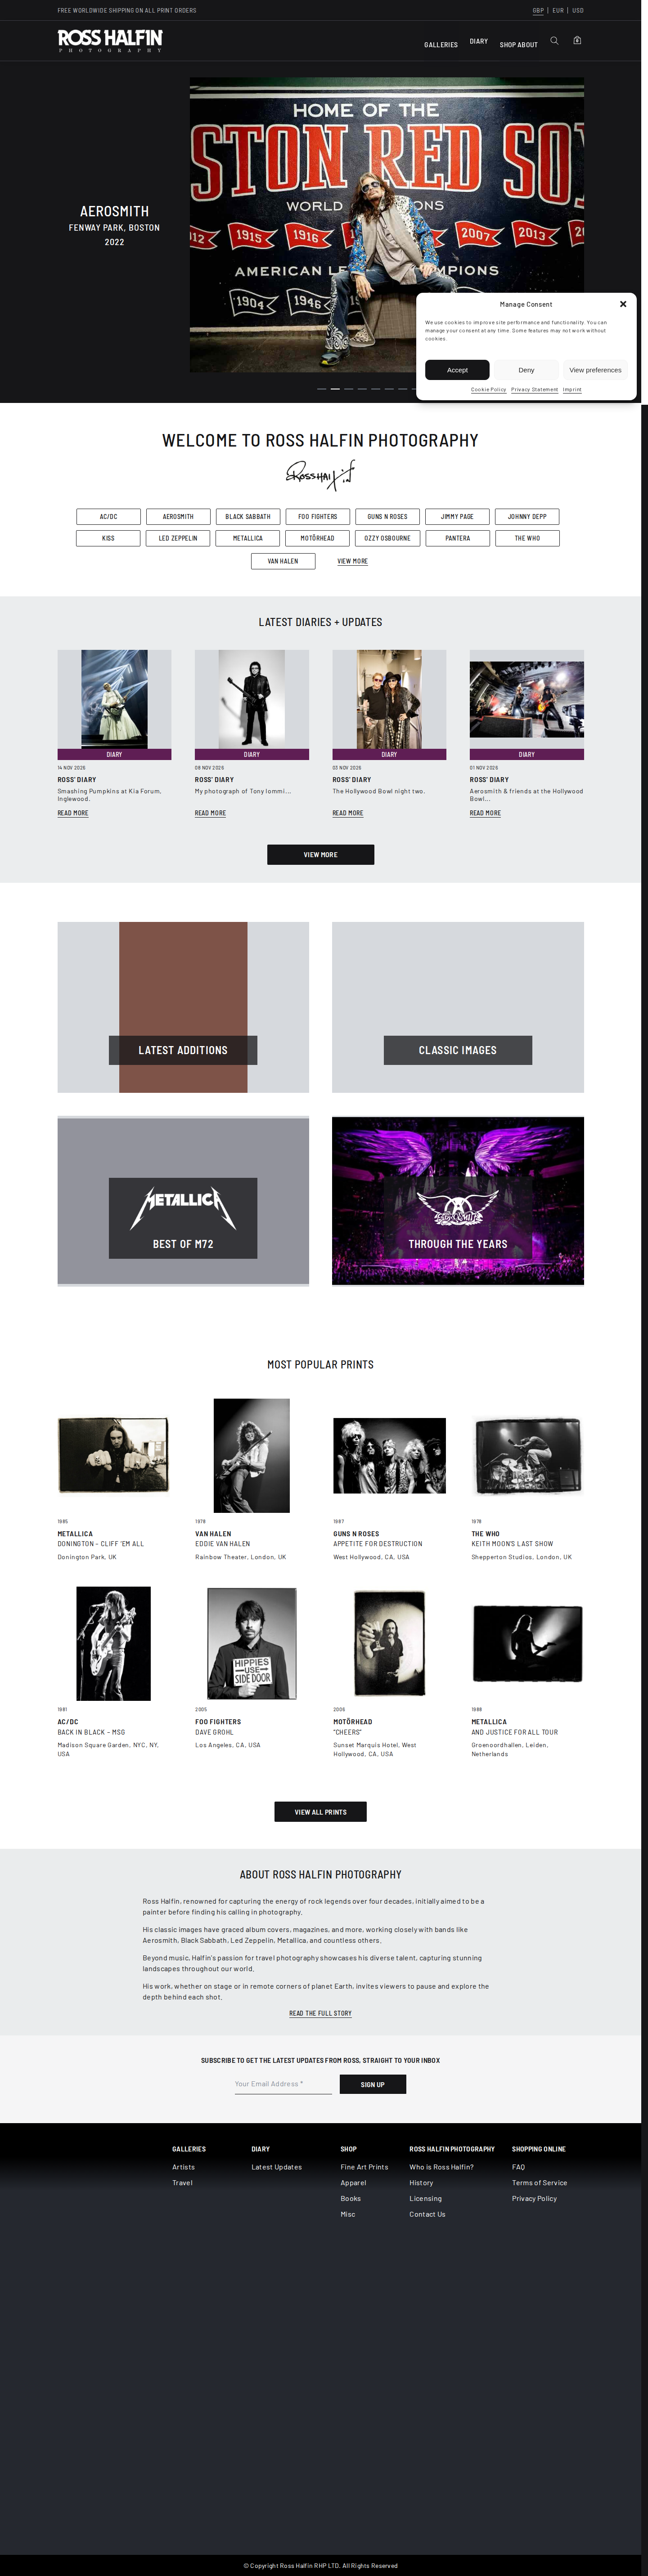 FREE WORLDWIDE SHIPPING ON ALL PRINT ORDERS
GBP | EUR | USD
ROSS HALFIN
PHOTOGRAPHY
GALLERIES DIARY SHOP ABOUT
0
AEROSMITH
FENWAY PARK, BOSTON
2022
HOME OF THE
STON RED SO
WORLD
ONS
1915 1916 2007 2013
AMERICAN LE
MPIONS
1904 1946
Manage Consent
We use cookies to improve site performance and functionality. You can
manage your consent at any time. Some features may not work without
cookies.
Accept
Deny
View preferences
Cookie Policy Privacy Statement Imprint
WELCOME TO ROSS HALFIN PHOTOGRAPHY
AC/DC
AEROSMITH
BLACK SABBATH
FOO FIGHTERS
GUNS N ROSES
JIMMY PAGE
JOHNNY DEPP
KISS
LED ZEPPELIN
METALLICA
MOTÖRHEAD
OZZY OSBOURNE
PANTERA
THE WHO
VAN HALEN
VIEW MORE
LATEST DIARIES + UPDATES
DIARY
14 NOV 2025
ROSS' DIARY
Smashing Pumpkins at Kia Forum,
Inglewood.
READ MORE
DIARY
09 NOV 2025
ROSS' DIARY
My photograph of Tony Iommi...
READ MORE
DIARY
03 NOV 2025
ROSS' DIARY
The Hollywood Bowl night two.
READ MORE
DIARY
01 NOV 2025
ROSS' DIARY
Aerosmith & friends at the Hollywood
Bowl...
READ MORE
VIEW MORE
LATEST ADDITIONS
CLASSIC IMAGES
METALLICA
BEST OF M72
AEROSMITH
THROUGH THE YEARS
MOST POPULAR PRINTS
1985
METALLICA
DONINGTON – CLIFF 'EM ALL
Donington Park, UK
1978
VAN HALEN
EDDIE VAN HALEN
Rainbow Theater, London, UK
1987
GUNS N ROSES
APPETITE FOR DESTRUCTION
West Hollywood, CA, USA
1978
THE WHO
KEITH MOON'S LAST SHOW
Shepperton Studios, London, UK
1981
AC/DC
BACK IN BLACK – MSG
Madison Square Garden, NYC, NY,
USA
HIPPIES
USE
SIDE DOOR
2005
FOO FIGHTERS
DAVE GROHL
Los Angeles, CA, USA
2006
MOTÖRHEAD
"CHEERS"
Sunset Marquis Hotel, West
Hollywood, CA, USA
1988
METALLICA
AND JUSTICE FOR ALL TOUR
Groenoordhallen, Leiden,
Netherlands
VIEW ALL PRINTS
ABOUT ROSS HALFIN PHOTOGRAPHY
Ross Halfin, renowned for capturing the energy of rock legends over four decades, initially aimed to be a
painter before finding his calling in photography.
His classic images have graced album covers, magazines, and more, working closely with bands like
Aerosmith, Black Sabbath, Led Zeppelin, Metallica, and countless others.
Beyond music, Halfin's passion for travel photography showcases his diverse talent, capturing stunning
landscapes throughout our world.
His work, whether on stage or in remote corners of planet Earth, invites viewers to pause and explore the
depth behind each shot.
READ THE FULL STORY
SUBSCRIBE TO GET THE LATEST UPDATES FROM ROSS, STRAIGHT TO YOUR INBOX
Your Email Address *
SIGN UP
GALLERIES
Artists
Travel
DIARY
Latest Updates
SHOP
Fine Art Prints
Apparel
Books
Misc
ROSS HALFIN PHOTOGRAPHY
Who is Ross Halfin?
History
Licensing
Contact Us
SHOPPING ONLINE
FAQ
Terms of Service
Privacy Policy
© Copyright Ross Halfin RHP LTD. All Rights Reserved